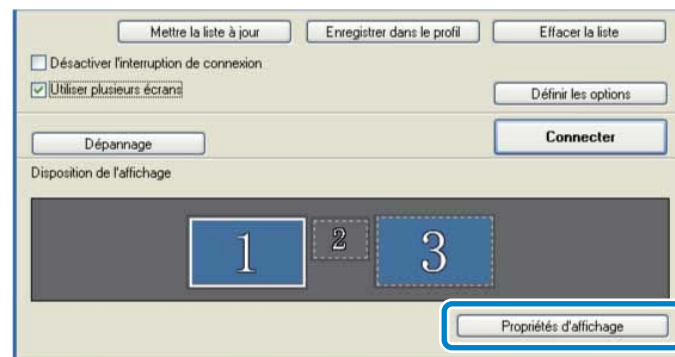 Mettre la liste à jour Enregistrer dans le profil Effacer la liste
Désactiver l'interruption de connexion
Utiliser plusieurs écrans Définir les options
Dépannage Connecter
Disposition de l'affichage
1 2 3
Propriétés d'affichage